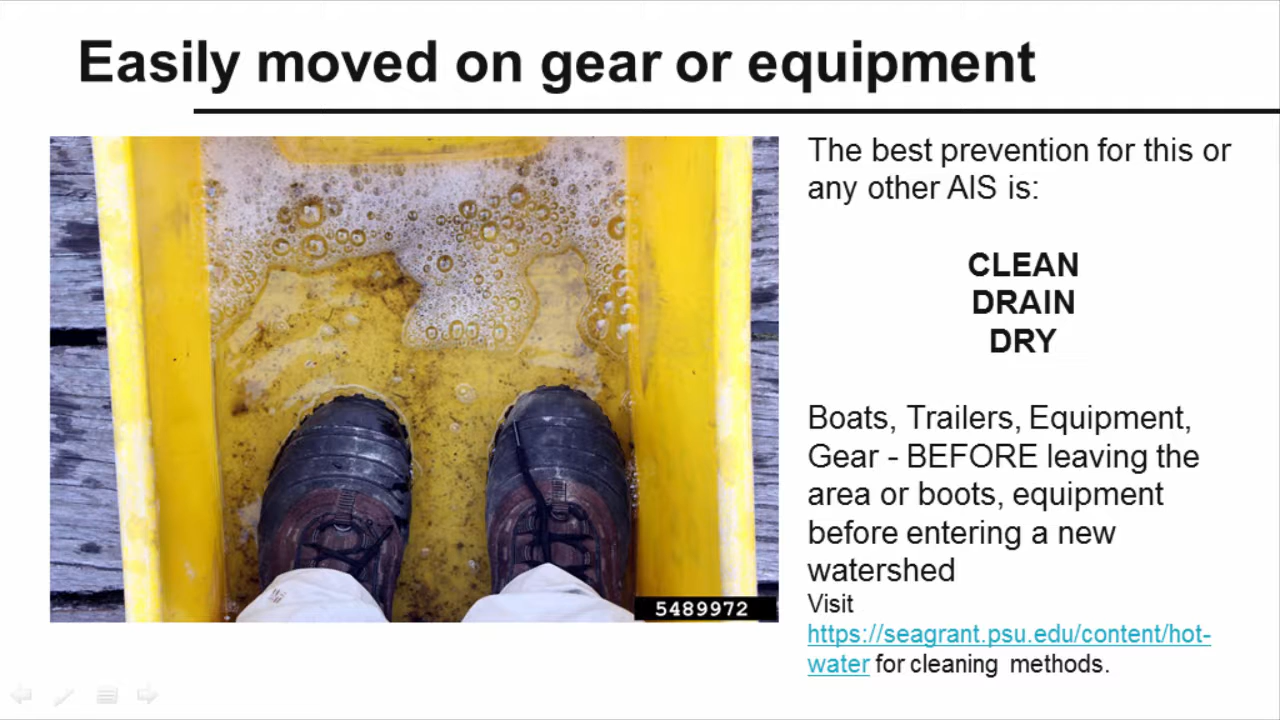 Easily moved on gear or equipment
The best prevention for this or
any other AIS is:
CLEAN
DRAIN
DRY
Boats, Trailers, Equipment,
Gear - BEFORE leaving the
area or boots, equipment
before entering a new
watershed
Visit
https://seagrant.psu.edu/content/hot-
water for cleaning methods.
5489972